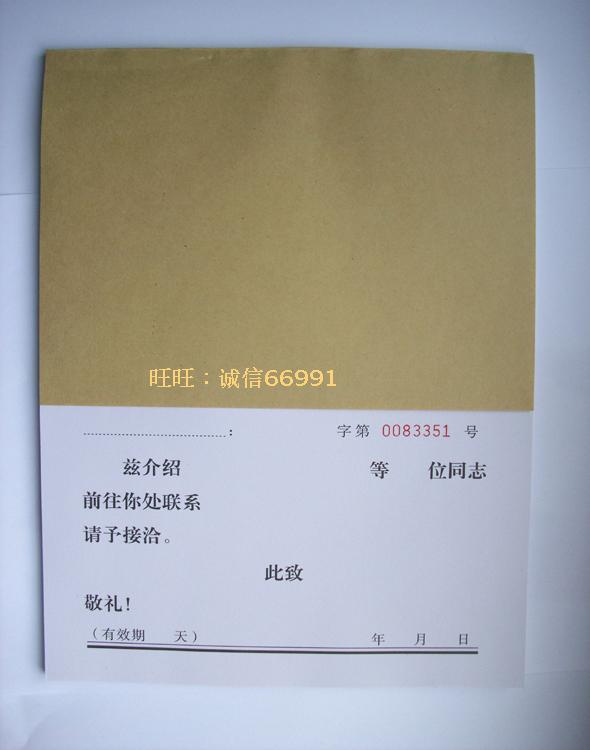 旺旺：诚信66991
....................................： 字第 0083351 号
兹介绍 等 位同志
前往你处联系
请予接洽。
此致
敬礼！
（有效期 天） 年 月 日